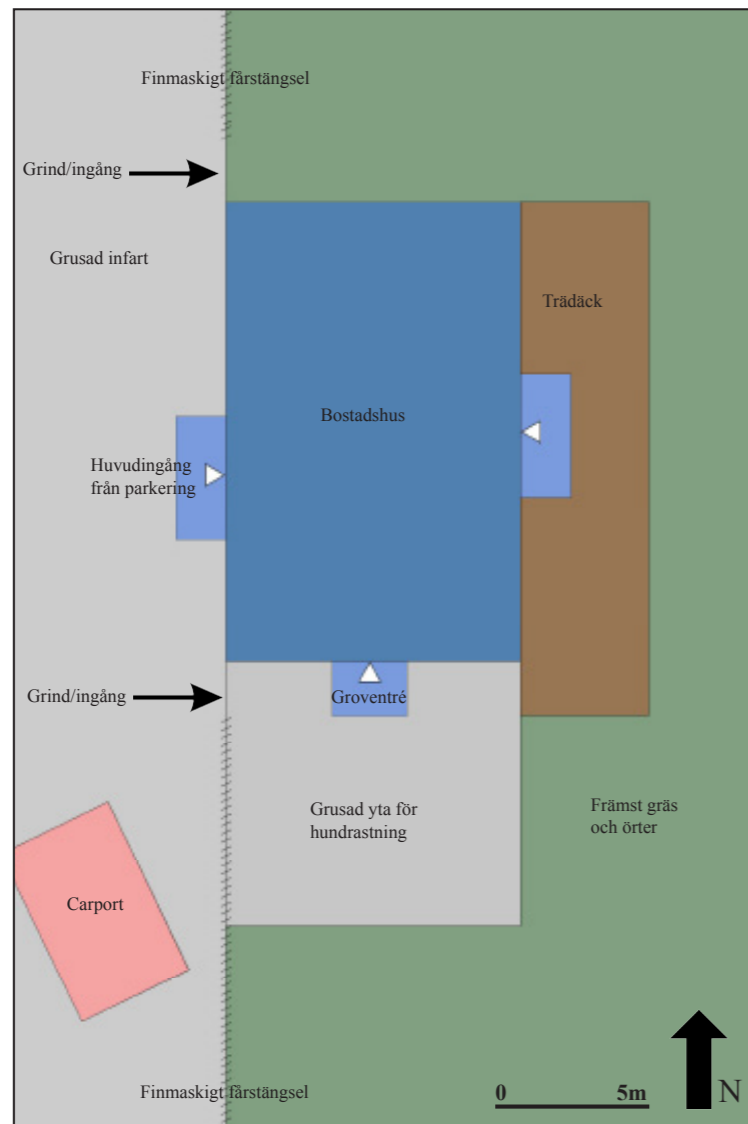 Finmaskigt fårstängsel
Grind/ingång
Grusad infart
Trädäck
Bostadshus
Huvudingång
från parkering
Grind/ingång
Groventré
Grusad yta för
hundrastning
Främst gräs
och örter
Carport
Finmaskigt fårstängsel
0 5m
N